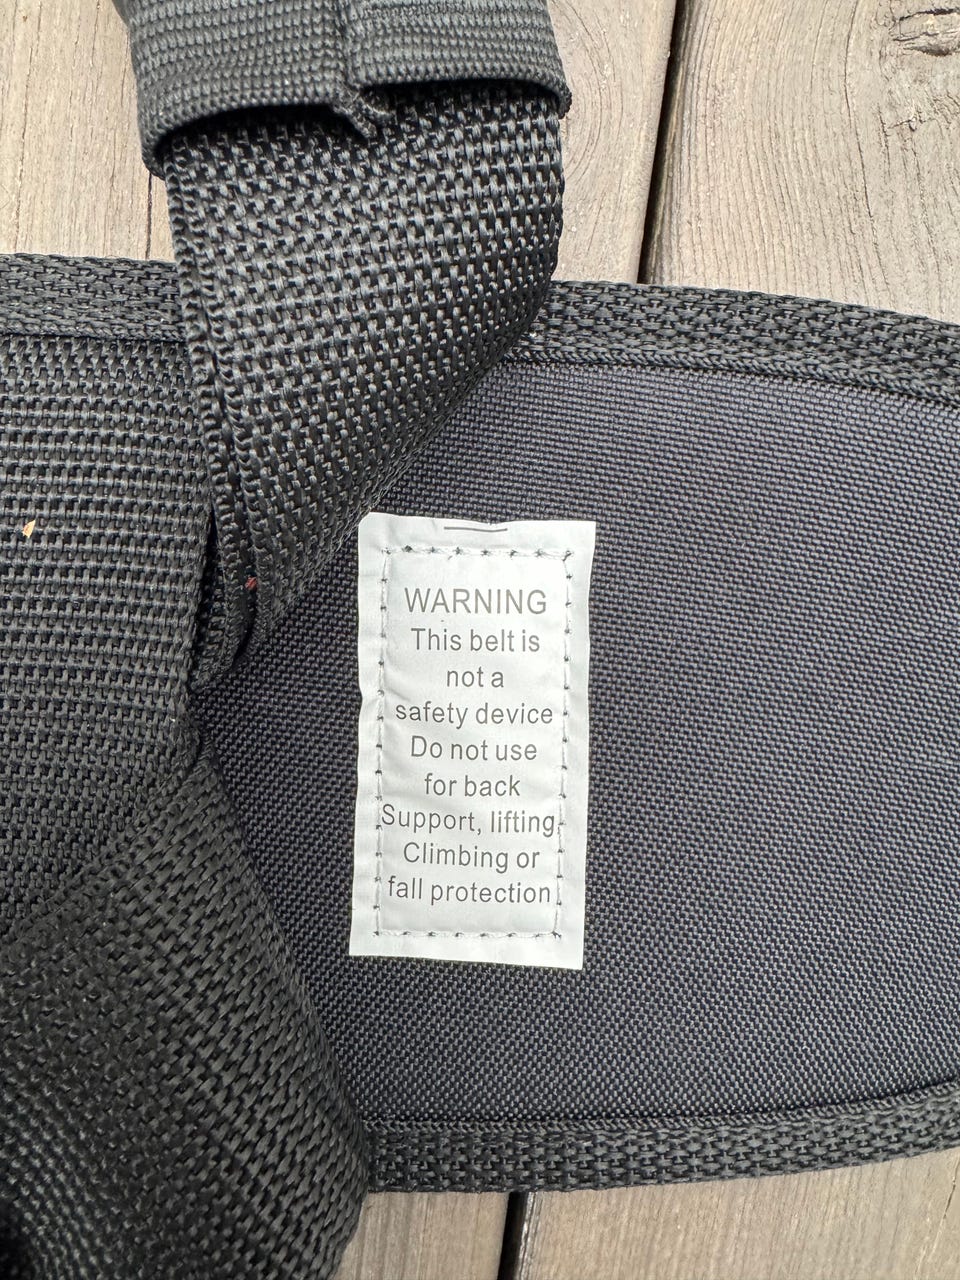 WARNING
This belt is
not a
safety device
Do not use
for back
Support, lifting,
Climbing or
fall protection